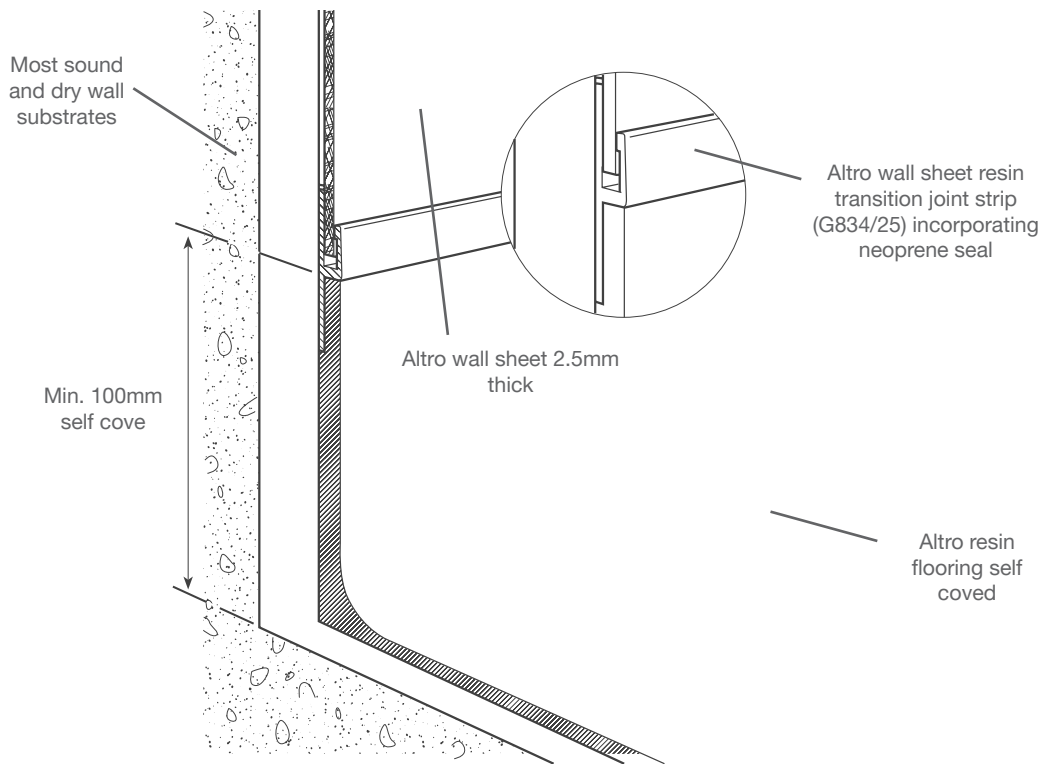 Most sound
and dry wall
substrates
Altro wall sheet resin
transition joint strip
(G834/25) incorporating
neoprene seal
Altro wall sheet 2.5mm
thick
Min. 100mm
self cove
Altro resin
flooring self
coved